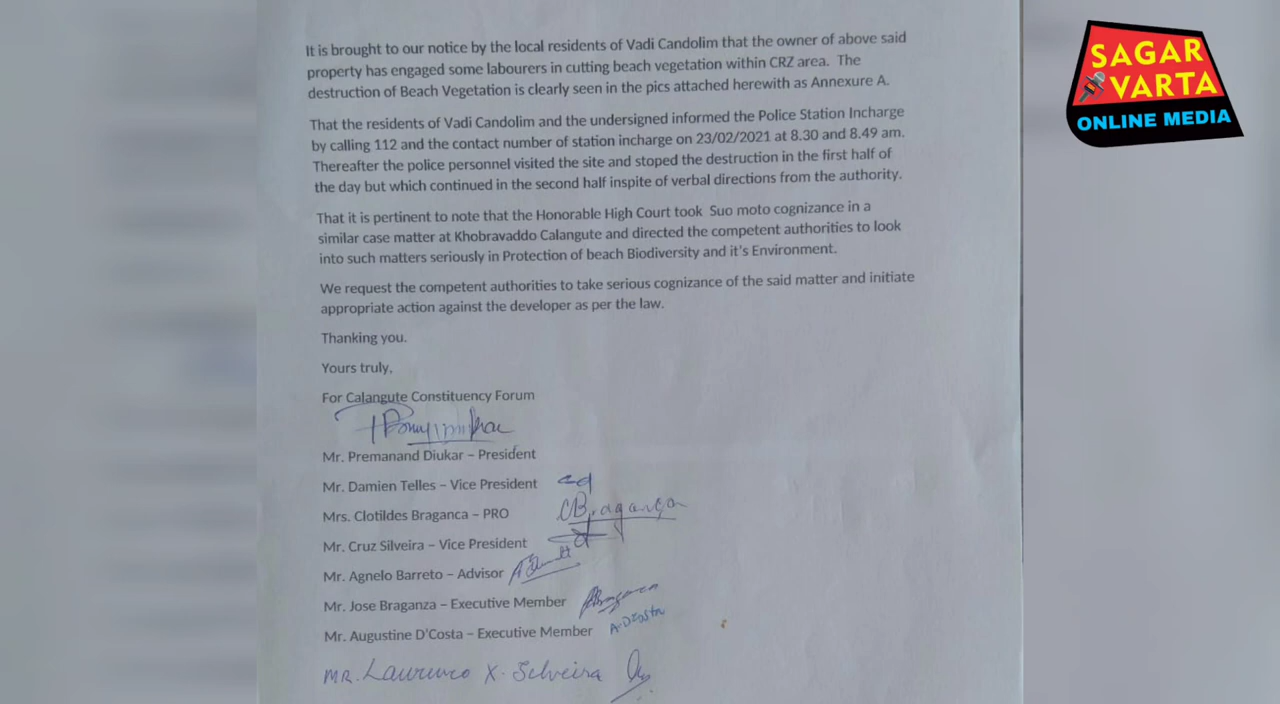 It is brought to our notice by the local residents of Vadi Candolim that the owner of above said
property has engaged some labourers in cutting beach vegetation within CRZ area. The
destruction of Beach Vegetation is clearly seen in the pics attached herewith as Annexure A.
That the residents of Vadi Candolim and the undersigned informed the Police Station Incharge
by calling 112 and the contact number of station incharge on 23/02/2021 at 8.30 and 8.49 am.
Thereafter the police personnel visited the site and stoped the destruction in the first half of
the day but which continued in the second half inspite of verbal directions from the authority.
That it is pertinent to note that the Honorable High Court took Suo moto cognizance in a
similar case matter at Khobravaddo Calangute and directed the competent authorities to look
into such matters seriously in Protection of beach Biodiversity and it's Environment.
We request the competent authorities to take serious cognizance of the said matter and initiate
appropriate action against the developer as per the law.
Thanking you.
Yours truly,
For Calangute Constituency Forum
Mr. Premanand Diukar – President
Mr. Damien Telles – Vice President
Mrs. Clotildes Braganca – PRO CBraganca
Mr. Cruz Silveira – Vice President
Mr. Agnelo Barreto – Advisor
Mr. Jose Braganza – Executive Member
Mr. Augustine D'Costa – Executive Member A.DCosta
MR. Laurenco X. Silveira
SAGAR
VARTA
ONLINE MEDIA